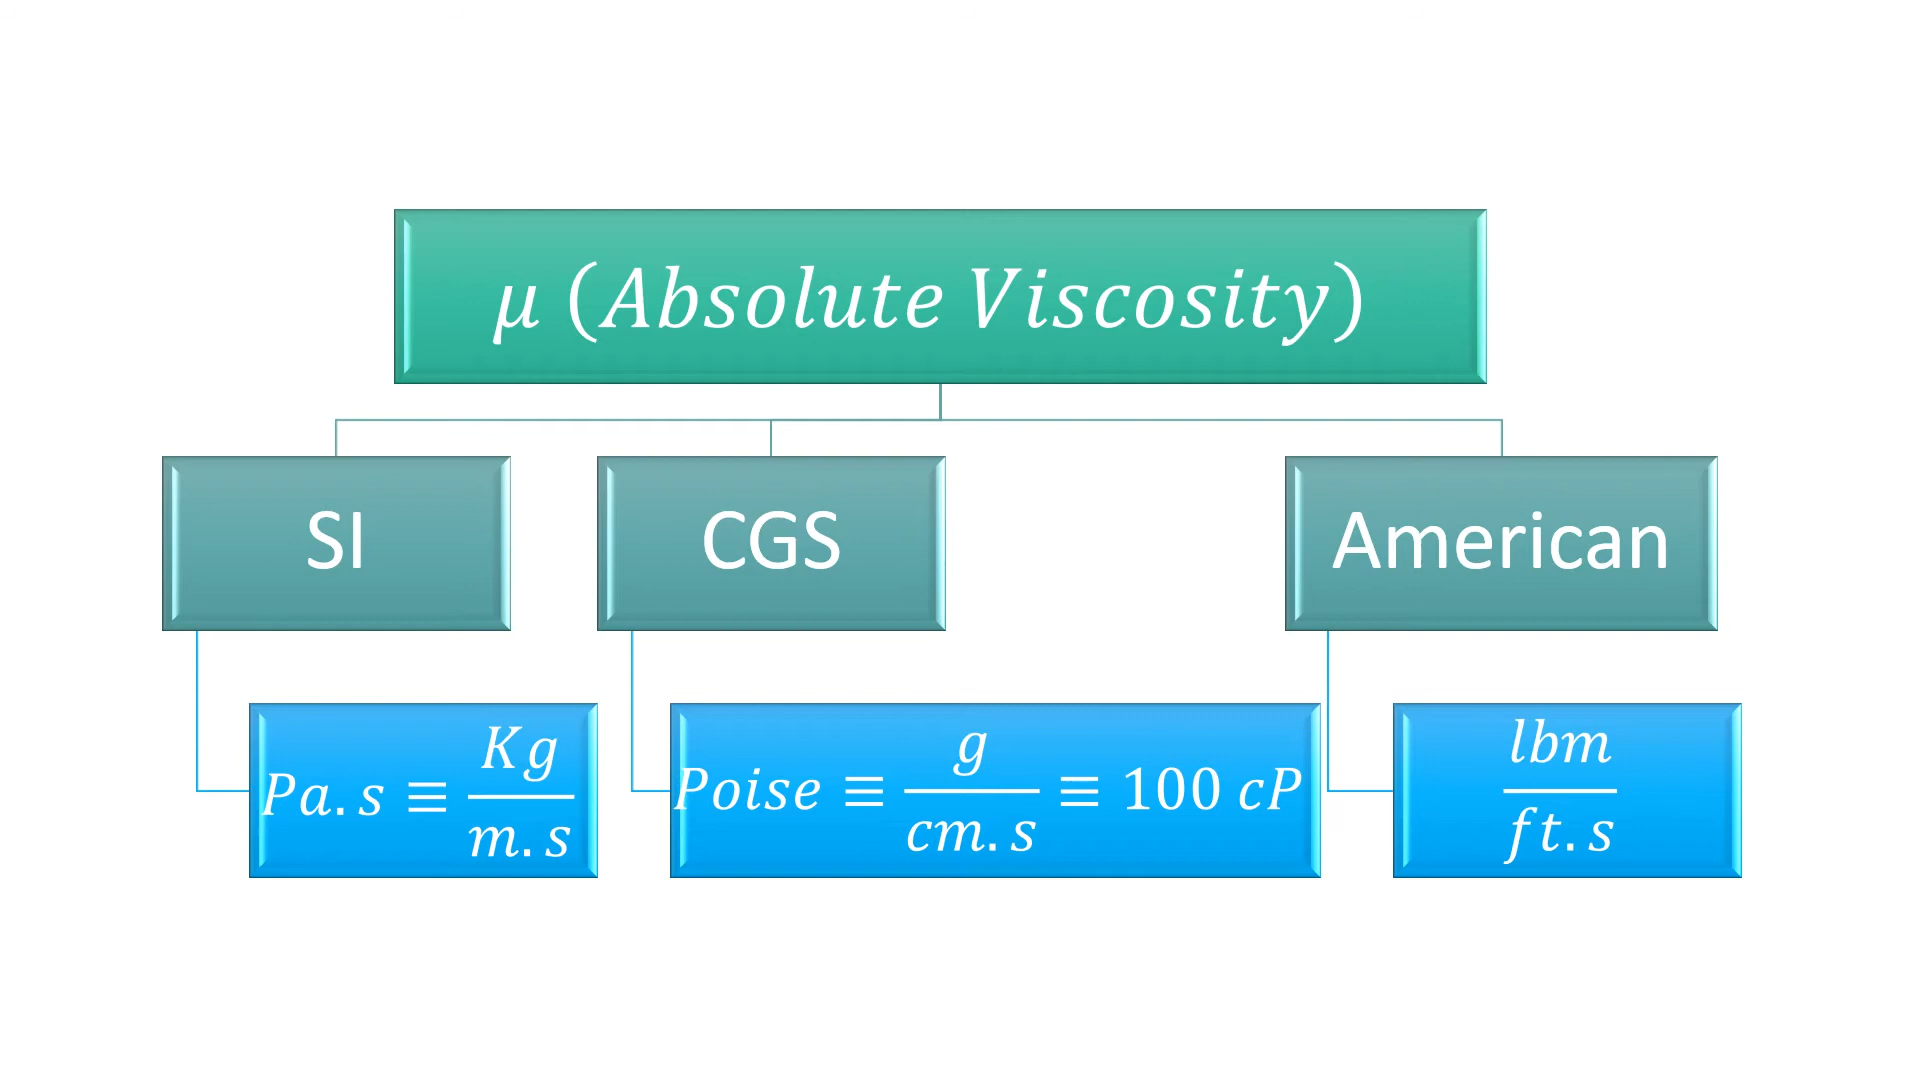 μ (Absolute Viscosity)
SI
CGS
American
Pa.s ≡ Kg/m.s
Poise ≡ g/cm.s ≡ 100 cP
lbm/ft.s